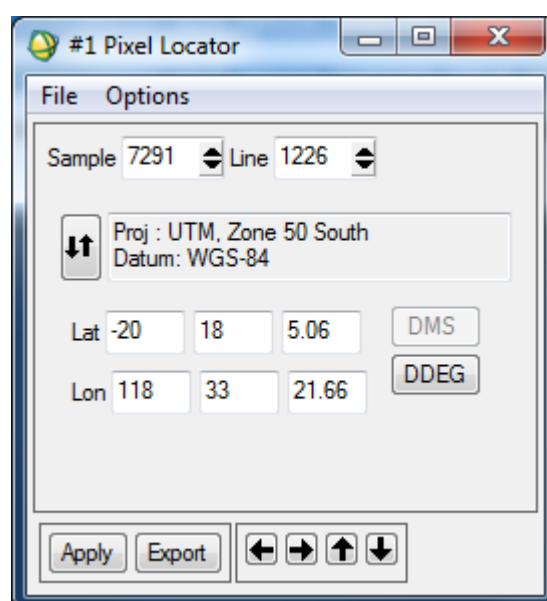 #1 Pixel Locator
File Options
Sample 7291 Line 1226
Proj : UTM, Zone 50 South
Datum: WGS-84
Lat -20 18 5.06 DMS
Lon 118 33 21.66 DDEG
Apply Export